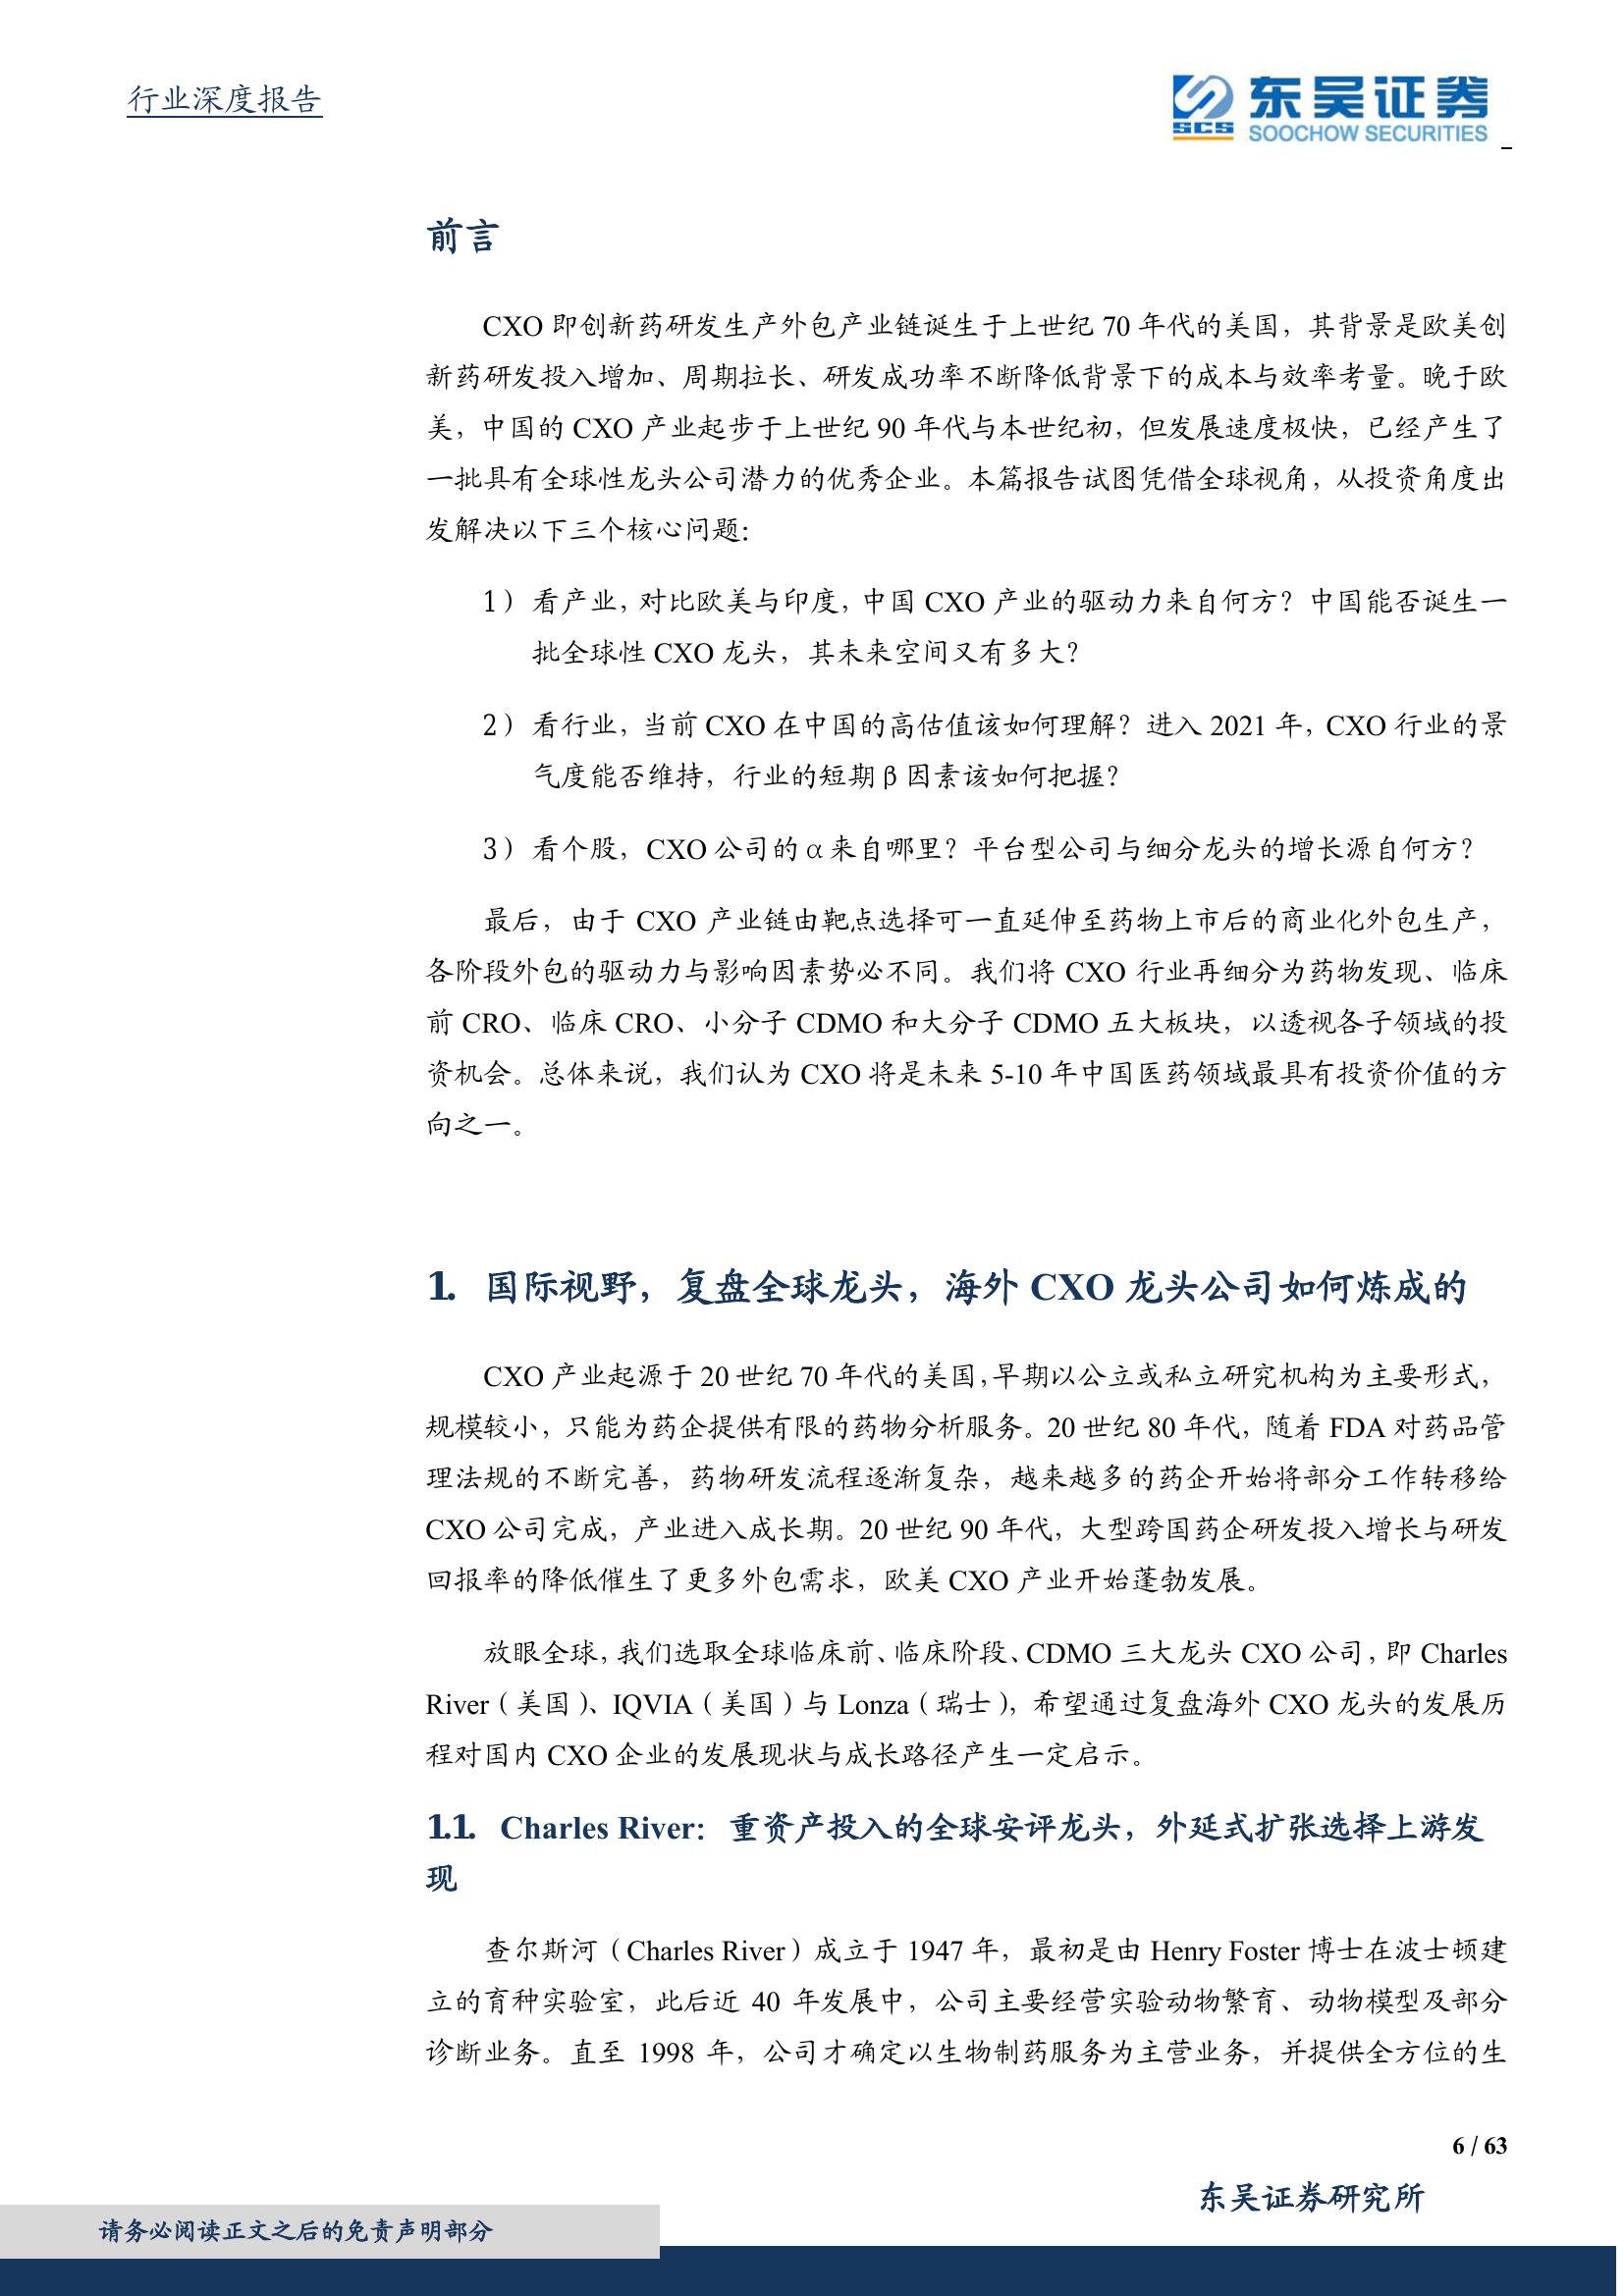 行业深度报告
SCS
东吴证券
SOOCHOW SECURITIES
前言
CXO 即创新药研发生产外包产业链诞生于上世纪 70 年代的美国，其背景是欧美创
新药研发投入增加、周期拉长、研发成功率不断降低背景下的成本与效率考量。晚于欧
美，中国的 CXO 产业起步于上世纪 90 年代与本世纪初，但发展速度极快，已经产生了
一批具有全球性龙头公司潜力的优秀企业。本篇报告试图凭借全球视角，从投资角度出
发解决以下三个核心问题：
1） 看产业，对比欧美与印度，中国 CXO 产业的驱动力来自何方？中国能否诞生一
批全球性 CXO 龙头，其未来空间又有多大？
2） 看行业，当前 CXO 在中国的高估值该如何理解？进入 2021 年，CXO 行业的景
气度能否维持，行业的短期 β 因素该如何把握？
3） 看个股，CXO 公司的 α 来自哪里？平台型公司与细分龙头的增长源自何方？
最后，由于 CXO 产业链由靶点选择可一直延伸至药物上市后的商业化外包生产，
各阶段外包的驱动力与影响因素势必不同。我们将 CXO 行业再细分为药物发现、临床
前 CRO、临床 CRO、小分子 CDMO 和大分子 CDMO 五大板块，以透视各子领域的投
资机会。总体来说，我们认为 CXO 将是未来 5-10 年中国医药领域最具有投资价值的方
向之一。
1. 国际视野，复盘全球龙头，海外 CXO 龙头公司如何炼成的
CXO 产业起源于 20 世纪 70 年代的美国，早期以公立或私立研究机构为主要形式，
规模较小，只能为药企提供有限的药物分析服务。20 世纪 80 年代，随着 FDA 对药品管
理法规的不断完善，药物研发流程逐渐复杂，越来越多的药企开始将部分工作转移给
CXO 公司完成，产业进入成长期。20 世纪 90 年代，大型跨国药企研发投入增长与研发
回报率的降低催生了更多外包需求，欧美 CXO 产业开始蓬勃发展。
放眼全球，我们选取全球临床前、临床阶段、CDMO 三大龙头 CXO 公司，即 Charles
River（美国）、IQVIA（美国）与 Lonza（瑞士），希望通过复盘海外 CXO 龙头的发展历
程对国内 CXO 企业的发展现状与成长路径产生一定启示。
1.1. Charles River：重资产投入的全球安评龙头，外延式扩张选择上游发
现
查尔斯河（Charles River）成立于 1947 年，最初是由 Henry Foster 博士在波士顿建
立的育种实验室，此后近 40 年发展中，公司主要经营实验动物繁育、动物模型及部分
诊断业务。直至 1998 年，公司才确定以生物制药服务为主营业务，并提供全方位的生
6 / 63
东吴证券研究所
请务必阅读正文之后的免责声明部分